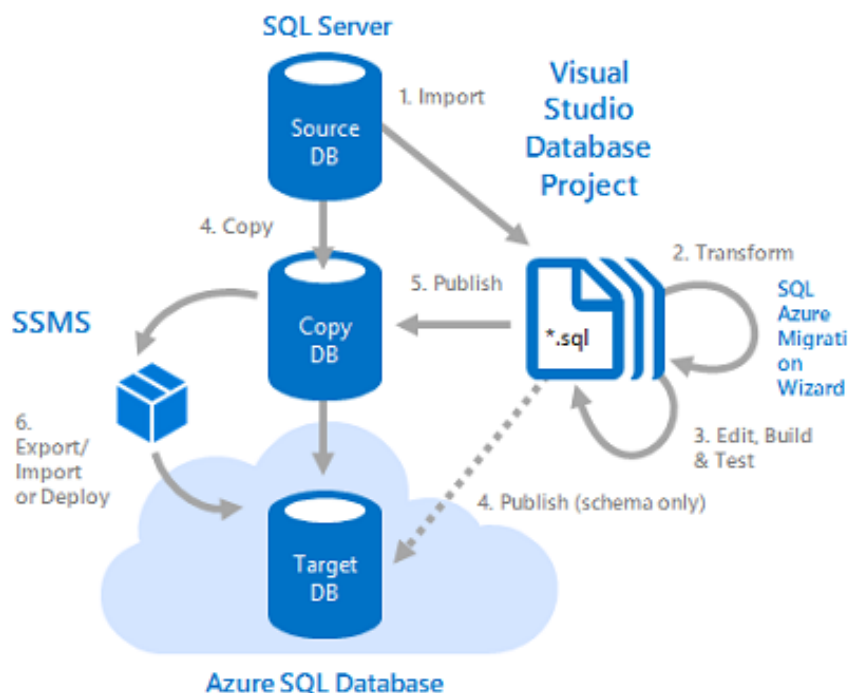 SQL Server
Source
DB
1. Import
Visual
Studio
Database
Project
4. Copy
2. Transform
SQL
Azure
Migrati
on
Wizard
SSMS
Copy
DB
5. Publish
*.sql
3. Edit, Build
& Test
6.
Export/
Import
or Deploy
4. Publish (schema only)
Target
DB
Azure SQL Database